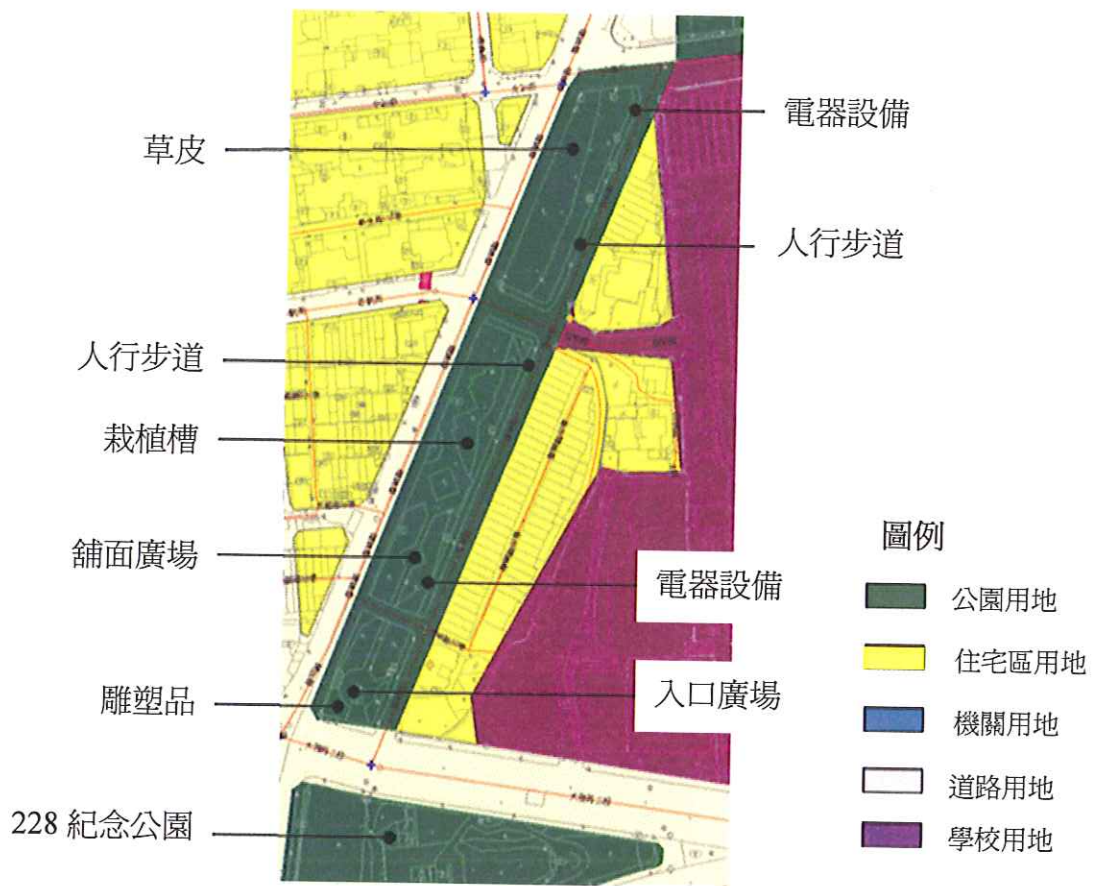 電器設備
草皮
人行步道
人行步道
栽植槽
舖面廣場
電器設備
入口廣場
雕塑品
228 紀念公園
圖例
公園用地
住宅區用地
機關用地
道路用地
學校用地